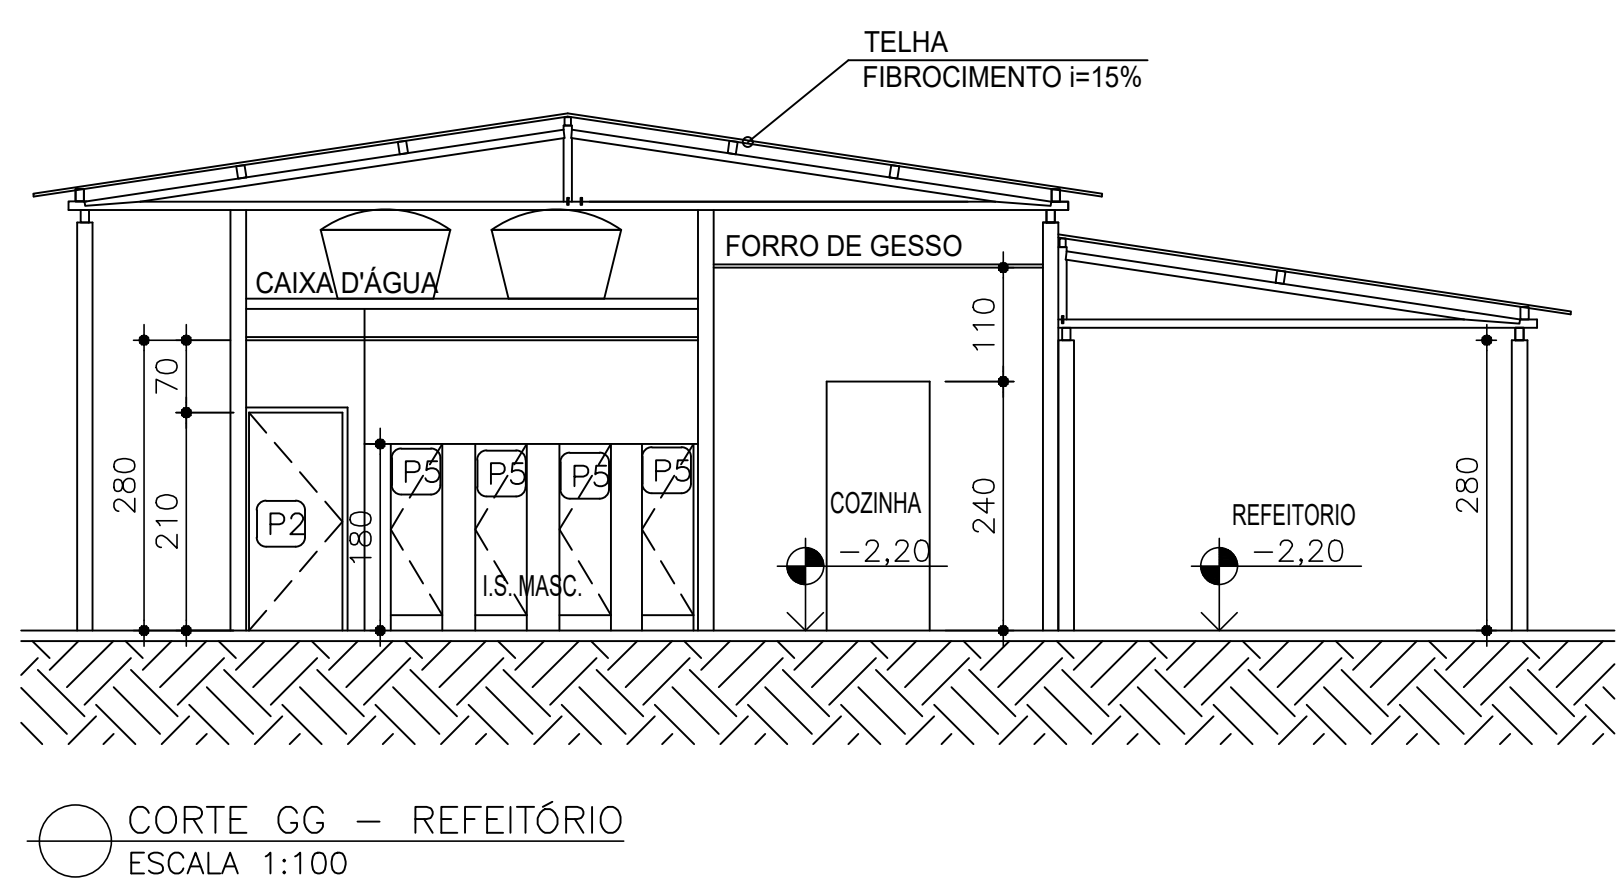 TELHA
FIBROCIMENTO i=15%
FORRO DE GESSO
CAIXA D'ÁGUA
110
70
280
210
180
P2
P5
P5
P5
P5
I.S. MASC.
COZINHA
-2,20
240
REFEITORIO
-2,20
280
CORTE GG - REFEITÓRIO
ESCALA 1:100